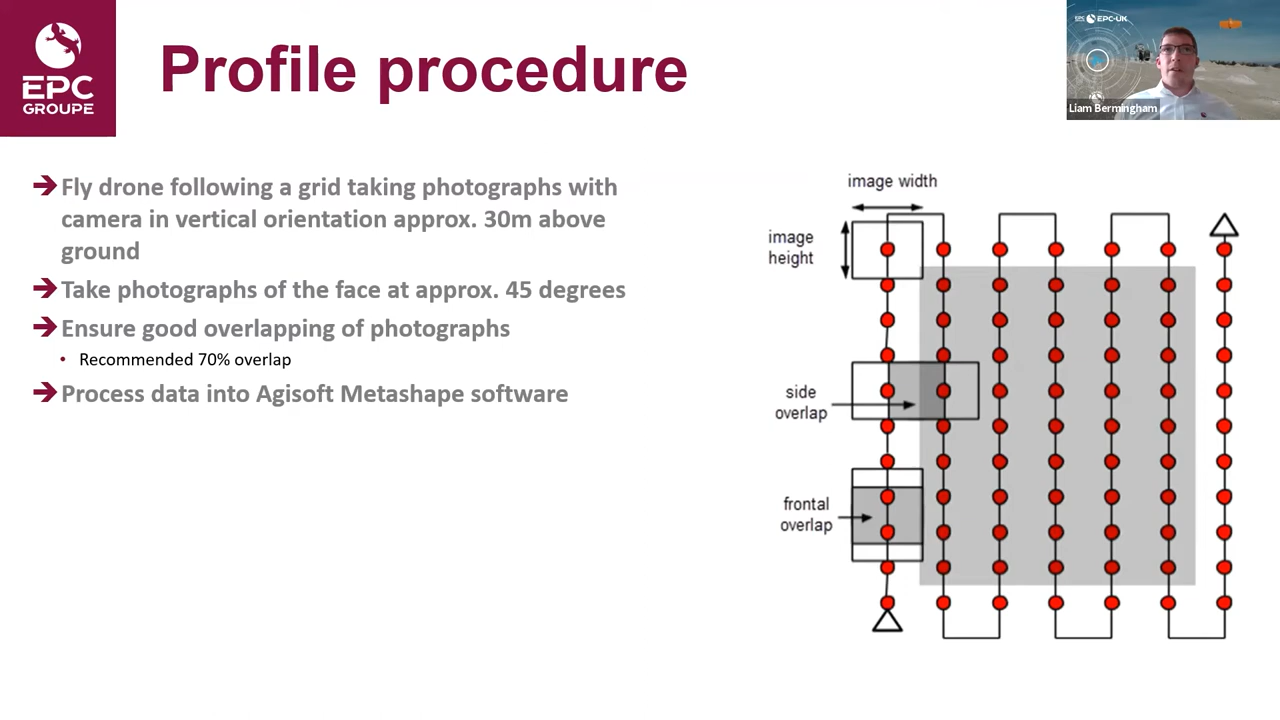 EPC
GROUPE
Profile procedure
EPC EPC-UK
Liam Bermingham
Fly drone following a grid taking photographs with
camera in vertical orientation approx. 30m above
ground
Take photographs of the face at approx. 45 degrees
Ensure good overlapping of photographs
• Recommended 70% overlap
Process data into Agisoft Metashape software
image width
image
height
side
overlap
frontal
overlap